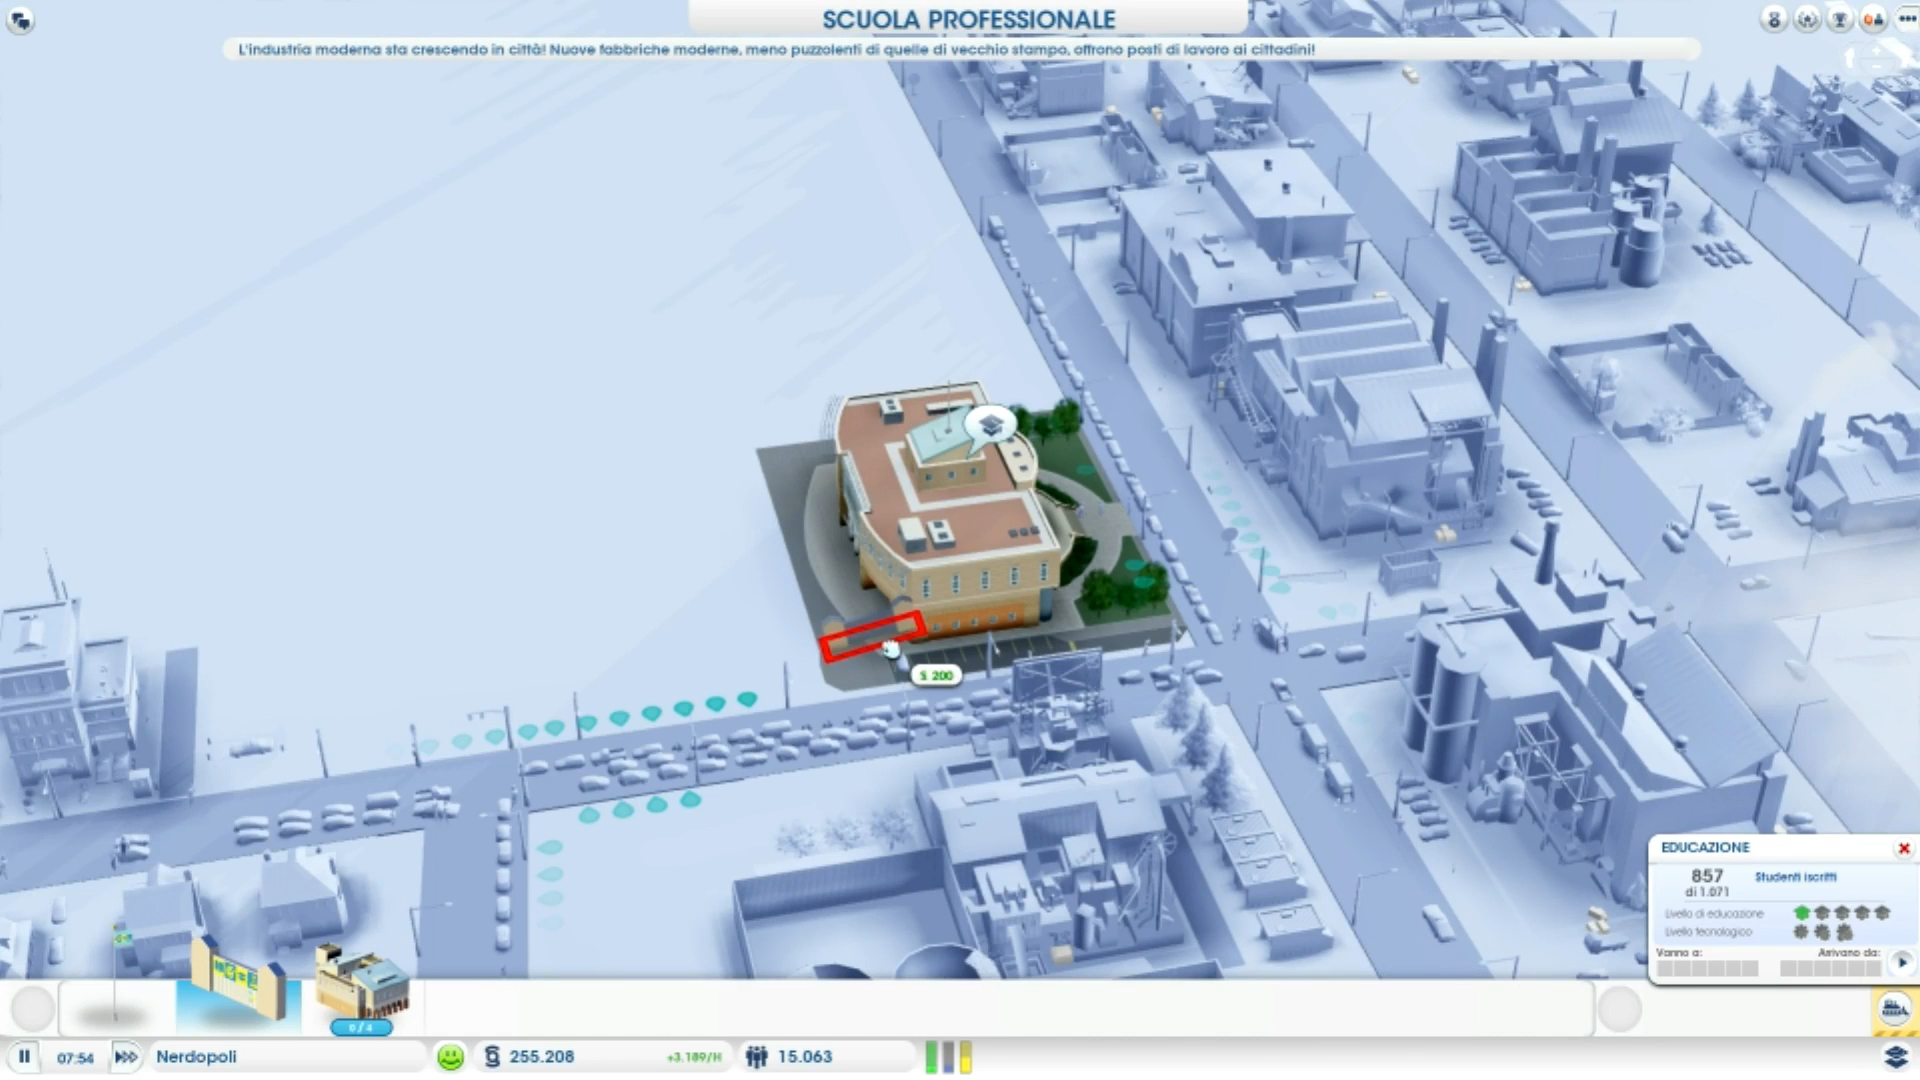 SCUOLA PROFESSIONALE
L'industria moderna sta crescendo in città! Nuove fabbriche moderne, meno puzzolenti di quelle di vecchio stampo, offrono posti di lavoro ai cittadini!
$ 200
EDUCAZIONE
857
di 1.071
Studenti iscritti
Livello di educazione
Livello tecnologico
Vanno a:
Arrivano da:
0/4
07:54
Nerdopoli
255.208
+3.189/H
15.063